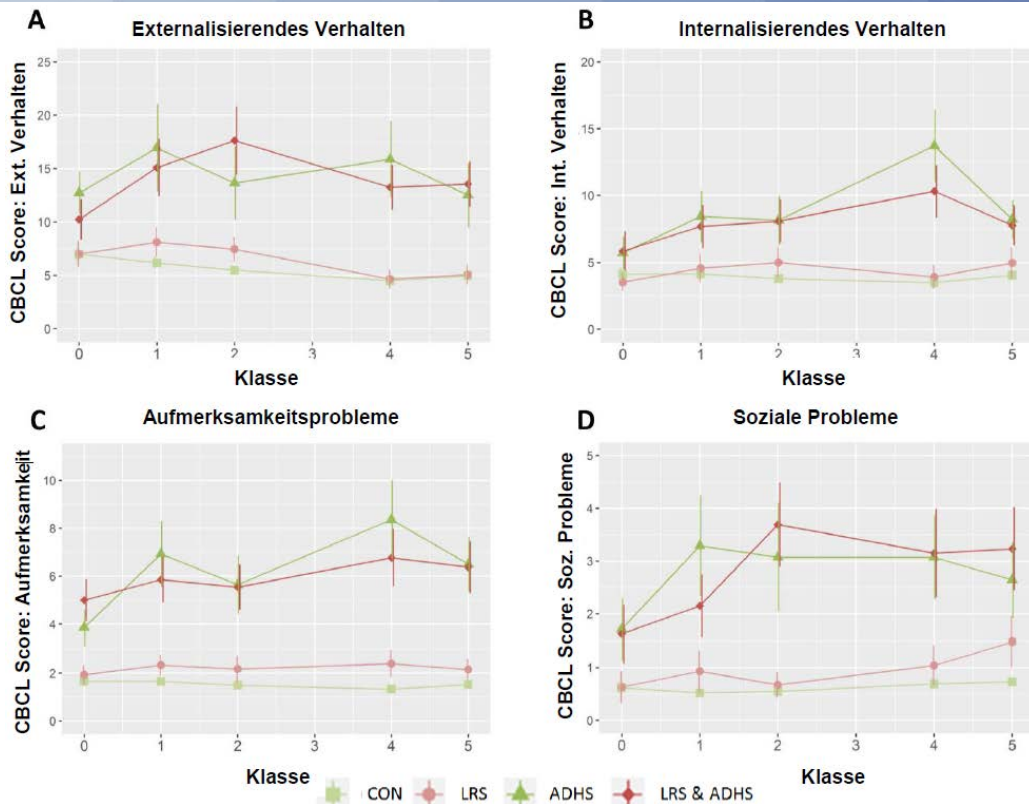 A
Externalisierendes Verhalten
CBCL Score: Ext. Verhalten
25
20
15
10
5
0
0 1 2 3 4 5
Klasse
B
Internalisierendes Verhalten
CBCL Score: Int. Verhalten
20
15
10
5
0
0 1 2 3 4 5
Klasse
C
Aufmerksamkeitsprobleme
CBCL Score: Aufmerksamkeit
10
8
6
4
2
0
0 1 2 3 4 5
Klasse
D
Soziale Probleme
CBCL Score: Soz. Probleme
5
4
3
2
1
0
0 1 2 3 4 5
Klasse
CON LRS ADHS LRS & ADHS